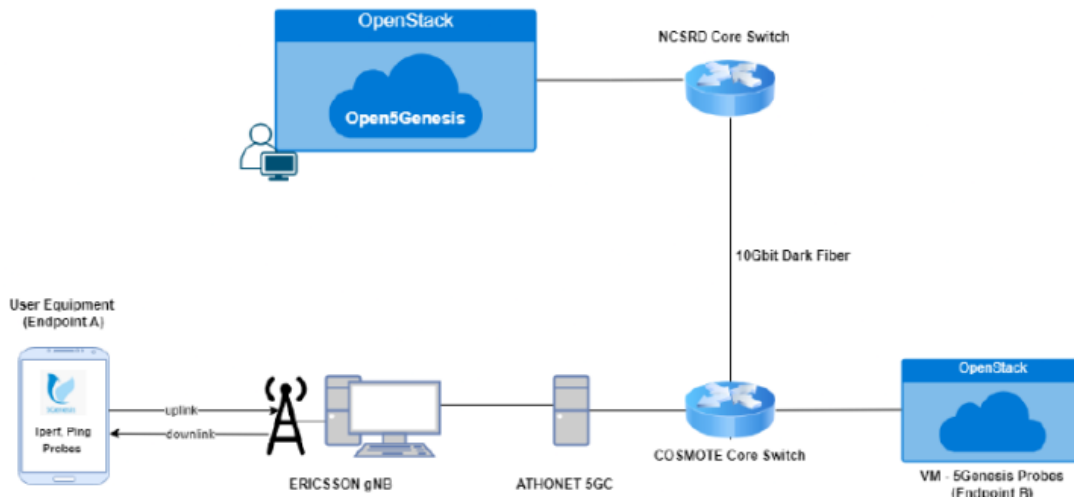 OpenStack
NCSRD Core Switch
Open5Genesis
10Gbit Dark Fiber
User Equipment
(Endpoint A)
OpenStack
5GENESIS
Iperf, Ping
Probes
uplink
downlink
COSMOTE Core Switch
ERICSSON gNB
ATHONET 5GC
VM - 5Genesis Probes
(Endpoint B)